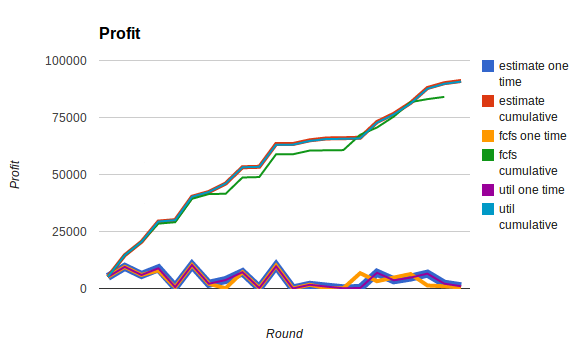 Profit
100000
75000
50000
25000
0
Profit
Round
estimate one
time
estimate
cumulative
fcfs one time
fcfs
cumulative
util one time
util
cumulative